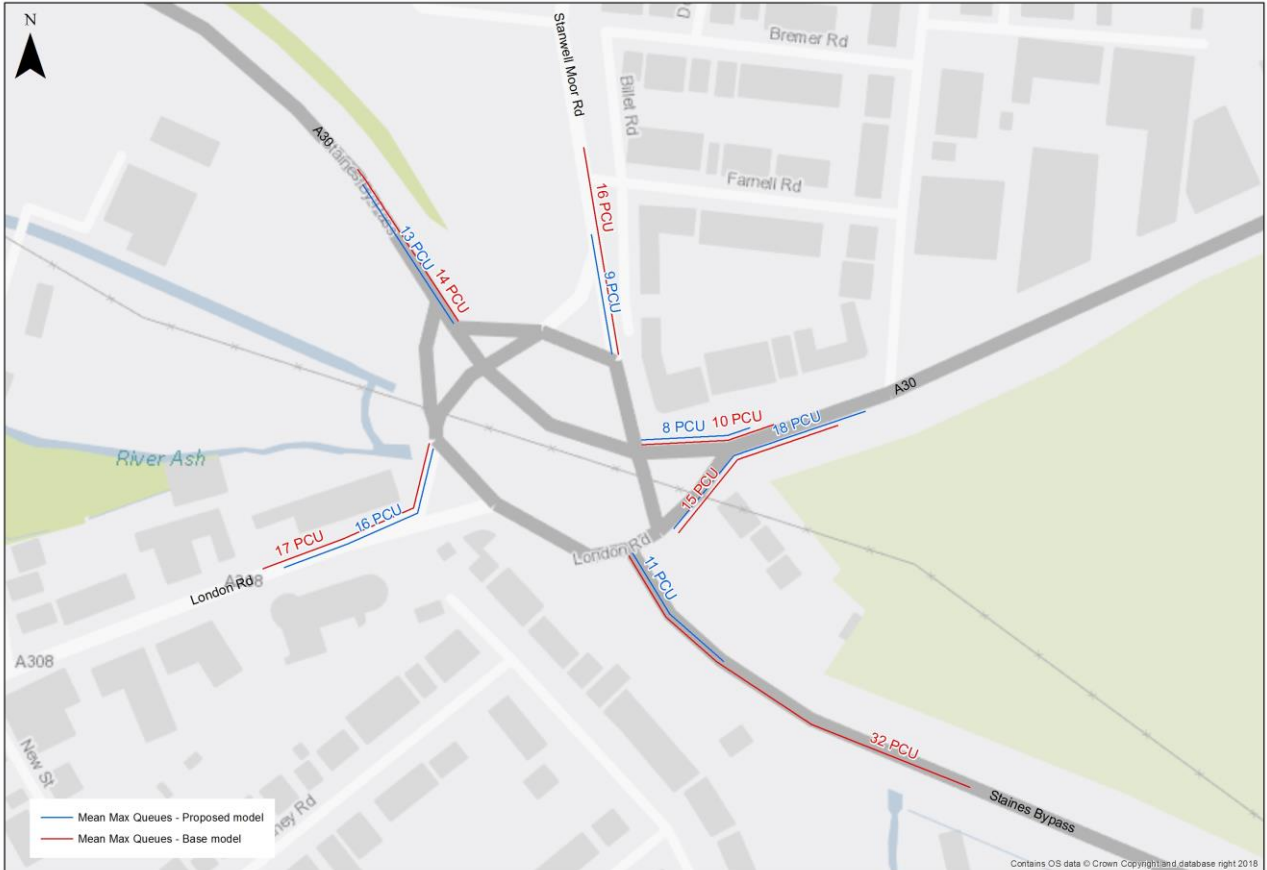 N
Stanwell Moor Rd
Bremer Rd
Billet Rd
Farnell Rd
A30
13 PCU
14 PCU
16 PCU
9 PCU
A30
8 PCU
10 PCU
18 PCU
15 PCU
River Ash
17 PCU
16 PCU
London Rd
London Rd
11 PCU
A308
32 PCU
Staines Bypass
New St
Mean Max Queues - Proposed model
Mean Max Queues - Base model
Contains OS data © Crown Copyright and database right 2018